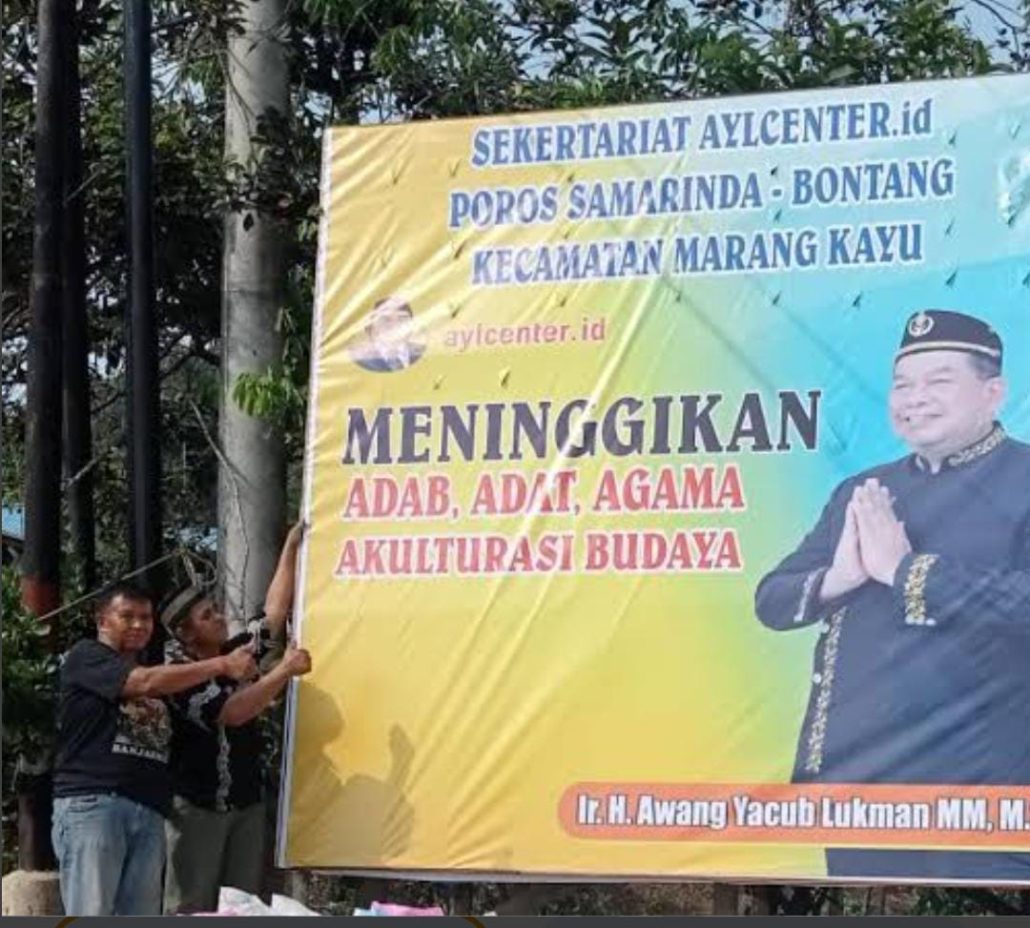 SEKERTARIAT AYLCENTER.id
POROS SAMARINDA - BONTANG
KECAMATAN MARANG KAYU
aylcenter.id
MENINGGIKAN
ADAB, ADAT, AGAMA
AKULTURASI BUDAYA
Ir. H. Awang Yacub Lukman MM, M.